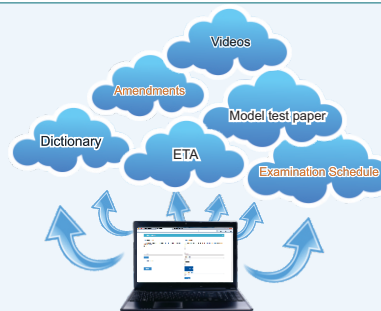 Videos
Amendments
Model test paper
Dictionary
ETA
Examination Schedule